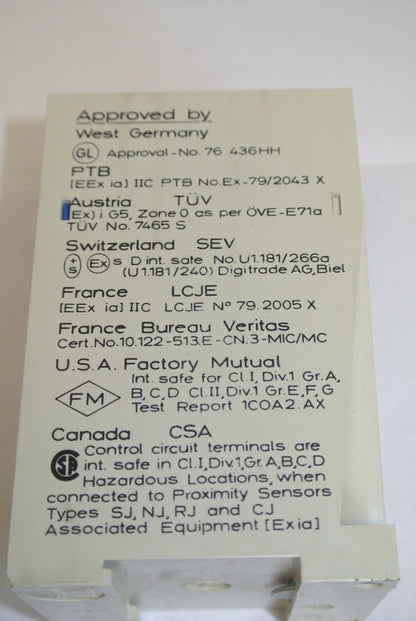 Approved by
West Germany
GL Approval-No. 76 436HH
PTB
[EEx ia] IIC PTB No.Ex-79/2043 X
Austria TÜV
(Ex) i G5, Zone 0 as per ÖVE-E71a
TÜV No. 7465 S
Switzerland SEV
+ s Ex s D int. safe No. U1.181/266a
(U1.181/240) Digitrade AG, Biel
France LCJE
[EEx ia] IIC LCJE Nº 79.2005 X
France Bureau Veritas
Cert.No.10.122-513.E-CN.3-MIC/MC
U.S.A. Factory Mutual
Int. safe for Cl.I, Div.1 Gr.A,
FM B, C, D Cl.II, Div.1 Gr.E, F, G
Test Report 1COA2.AX
Canada CSA
Control circuit terminals are
SA int. safe in Cl.I, Div.1, Gr.A,B,C,D
Hazardous Locations, when
connected to Proximity Sensors
Types SJ, NJ, RJ and CJ
Associated Equipment [Exia]